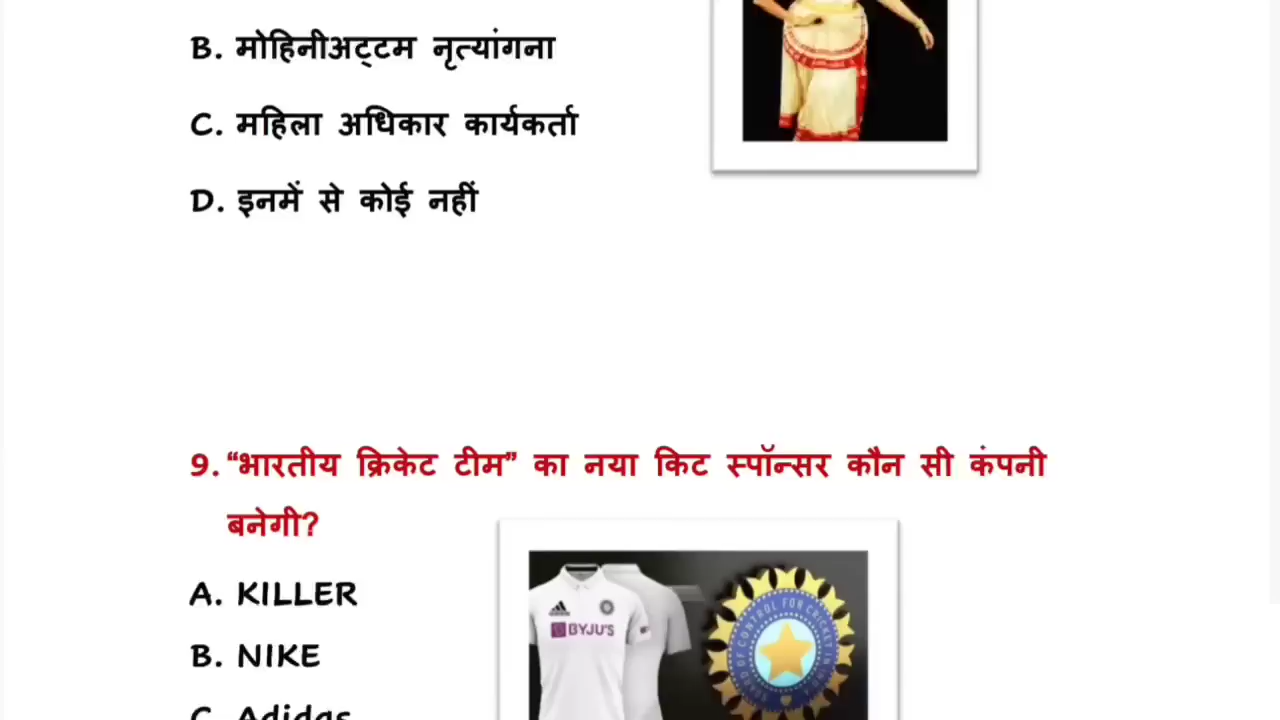 B. मोहिनीअट्टम नृत्यांगना
C. महिला अधिकार कार्यकर्ता
D. इनमें से कोई नहीं
9. “भारतीय क्रिकेट टीम” का नया किट स्पॉन्सर कौन सी कंपनी
बनेगी?
A. KILLER
BYJU'S
B. NIKE
C. Adidas